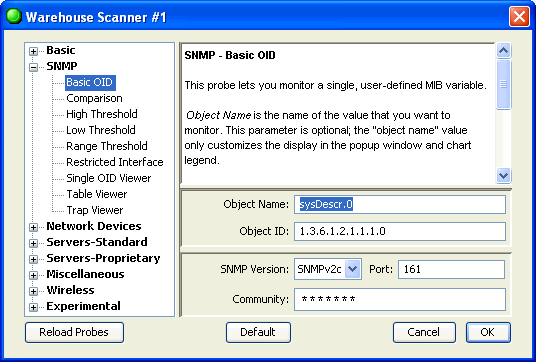 Warehouse Scanner #1
Basic
SNMP
Basic OID
Comparison
High Threshold
Low Threshold
Range Threshold
Restricted Interface
Single OID Viewer
Table Viewer
Trap Viewer
Network Devices
Servers-Standard
Servers-Proprietary
Miscellaneous
Wireless
Experimental
SNMP - Basic OID
This probe lets you monitor a single, user-defined MIB variable.
Object Name is the name of the value that you want to
monitor. This parameter is optional; the "object name" value
only customizes the display in the popup window and chart
legend.
Object Name: sysDescr.0
Object ID: 1.3.6.1.2.1.1.1.0
SNMP Version: SNMPv2c Port: 161
Community: *******
Reload Probes Default Cancel OK